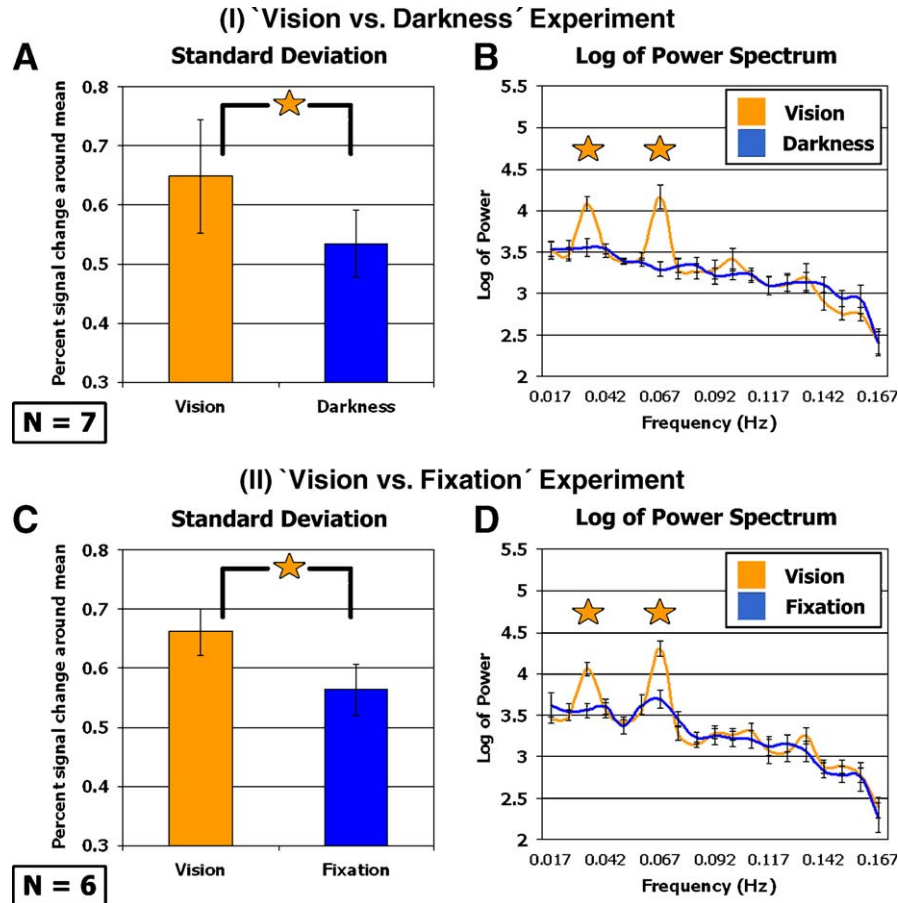 (I) `Vision vs. Darkness´ Experiment
A
Standard Deviation
Percent signal change around mean
0.8
0.7
0.6
0.5
0.4
0.3
Vision
Darkness
N = 7
B
Log of Power Spectrum
Log of Power
5.5
5
4.5
4
3.5
3
2.5
2
Vision
Darkness
0.017 0.042 0.067 0.092 0.117 0.142 0.167
Frequency (Hz)
(II) `Vision vs. Fixation´ Experiment
C
Standard Deviation
Percent signal change around mean
0.8
0.7
0.6
0.5
0.4
0.3
Vision
Fixation
N = 6
D
Log of Power Spectrum
Log of Power
5.5
5
4.5
4
3.5
3
2.5
2
Vision
Fixation
0.017 0.042 0.067 0.092 0.117 0.142 0.167
Frequency (Hz)